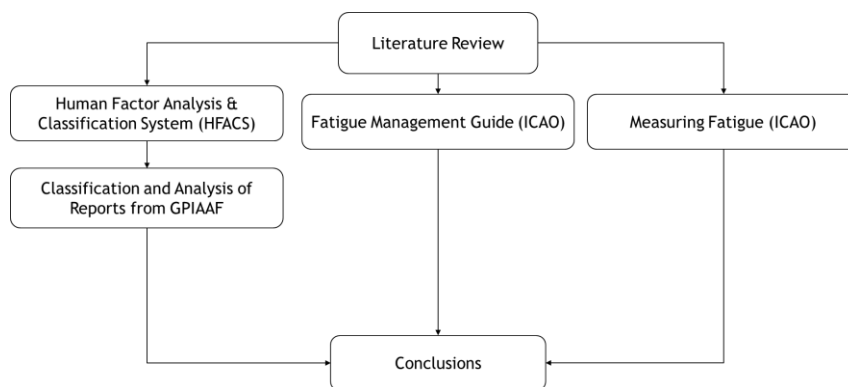 Literature Review
Human Factor Analysis &
Classification System (HFACS)
Fatigue Management Guide (ICAO)
Measuring Fatigue (ICAO)
Classification and Analysis of
Reports from GPIAAF
Conclusions